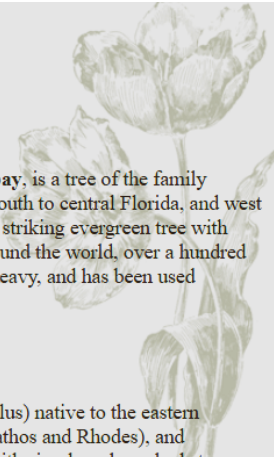 ay, is a tree of the family
outh to central Florida, and west
striking evergreen tree with
und the world, over a hundred
eavy, and has been used
lus) native to the eastern
thos and Rhodes), and